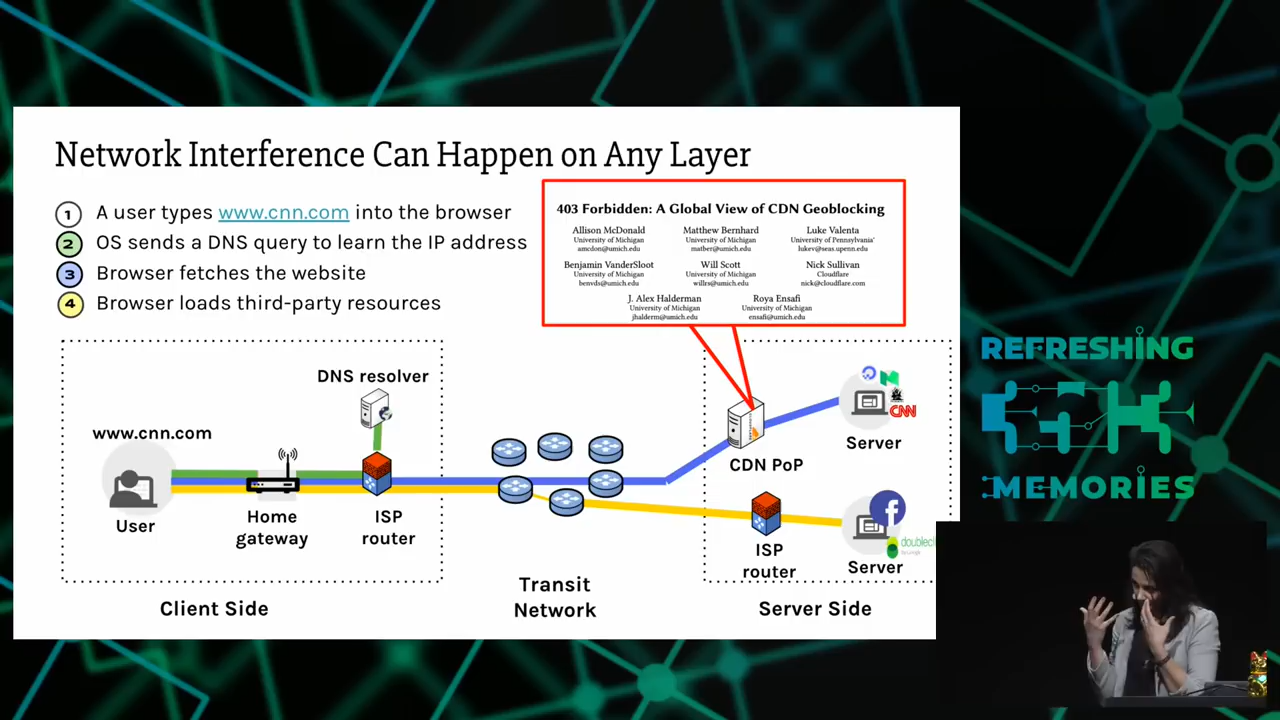 Network Interference Can Happen on Any Layer
1 A user types www.cnn.com into the browser
2 OS sends a DNS query to learn the IP address
3 Browser fetches the website
4 Browser loads third-party resources
403 Forbidden: A Global View of CDN Geoblocking
Allison McDonald
University of Michigan
amcdon@umich.edu
Matthew Bernhard
University of Michigan
matber@umich.edu
Luke Valenta
University of Pennsylvania*
lukev@seas.upenn.edu
Benjamin VanderSloot
University of Michigan
benvds@umich.edu
Will Scott
University of Michigan
willrs@umich.edu
Nick Sullivan
Cloudflare
nick@cloudflare.com
J. Alex Halderman
University of Michigan
jhalderm@umich.edu
Roya Ensafi
University of Michigan
ensafi@umich.edu
DNS resolver
www.cnn.com
User
Home
gateway
ISP
router
Client Side
Transit
Network
CDN PoP
CNN
Server
ISP
router
f
Server
Server Side
REFRESHING
MEMORIES